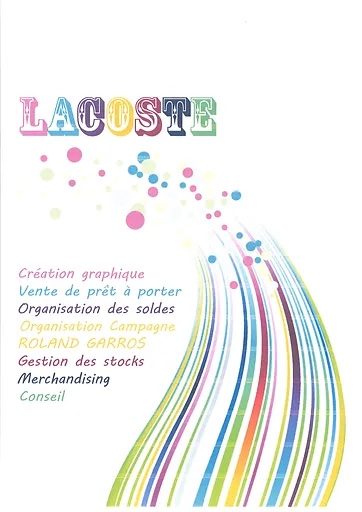 LACOSTE
Création graphique
Vente de prêt à porter
Organisation des soldes
Organisation Campagne
ROLAND GARROS
Gestion des stocks
Merchandising
Conseil